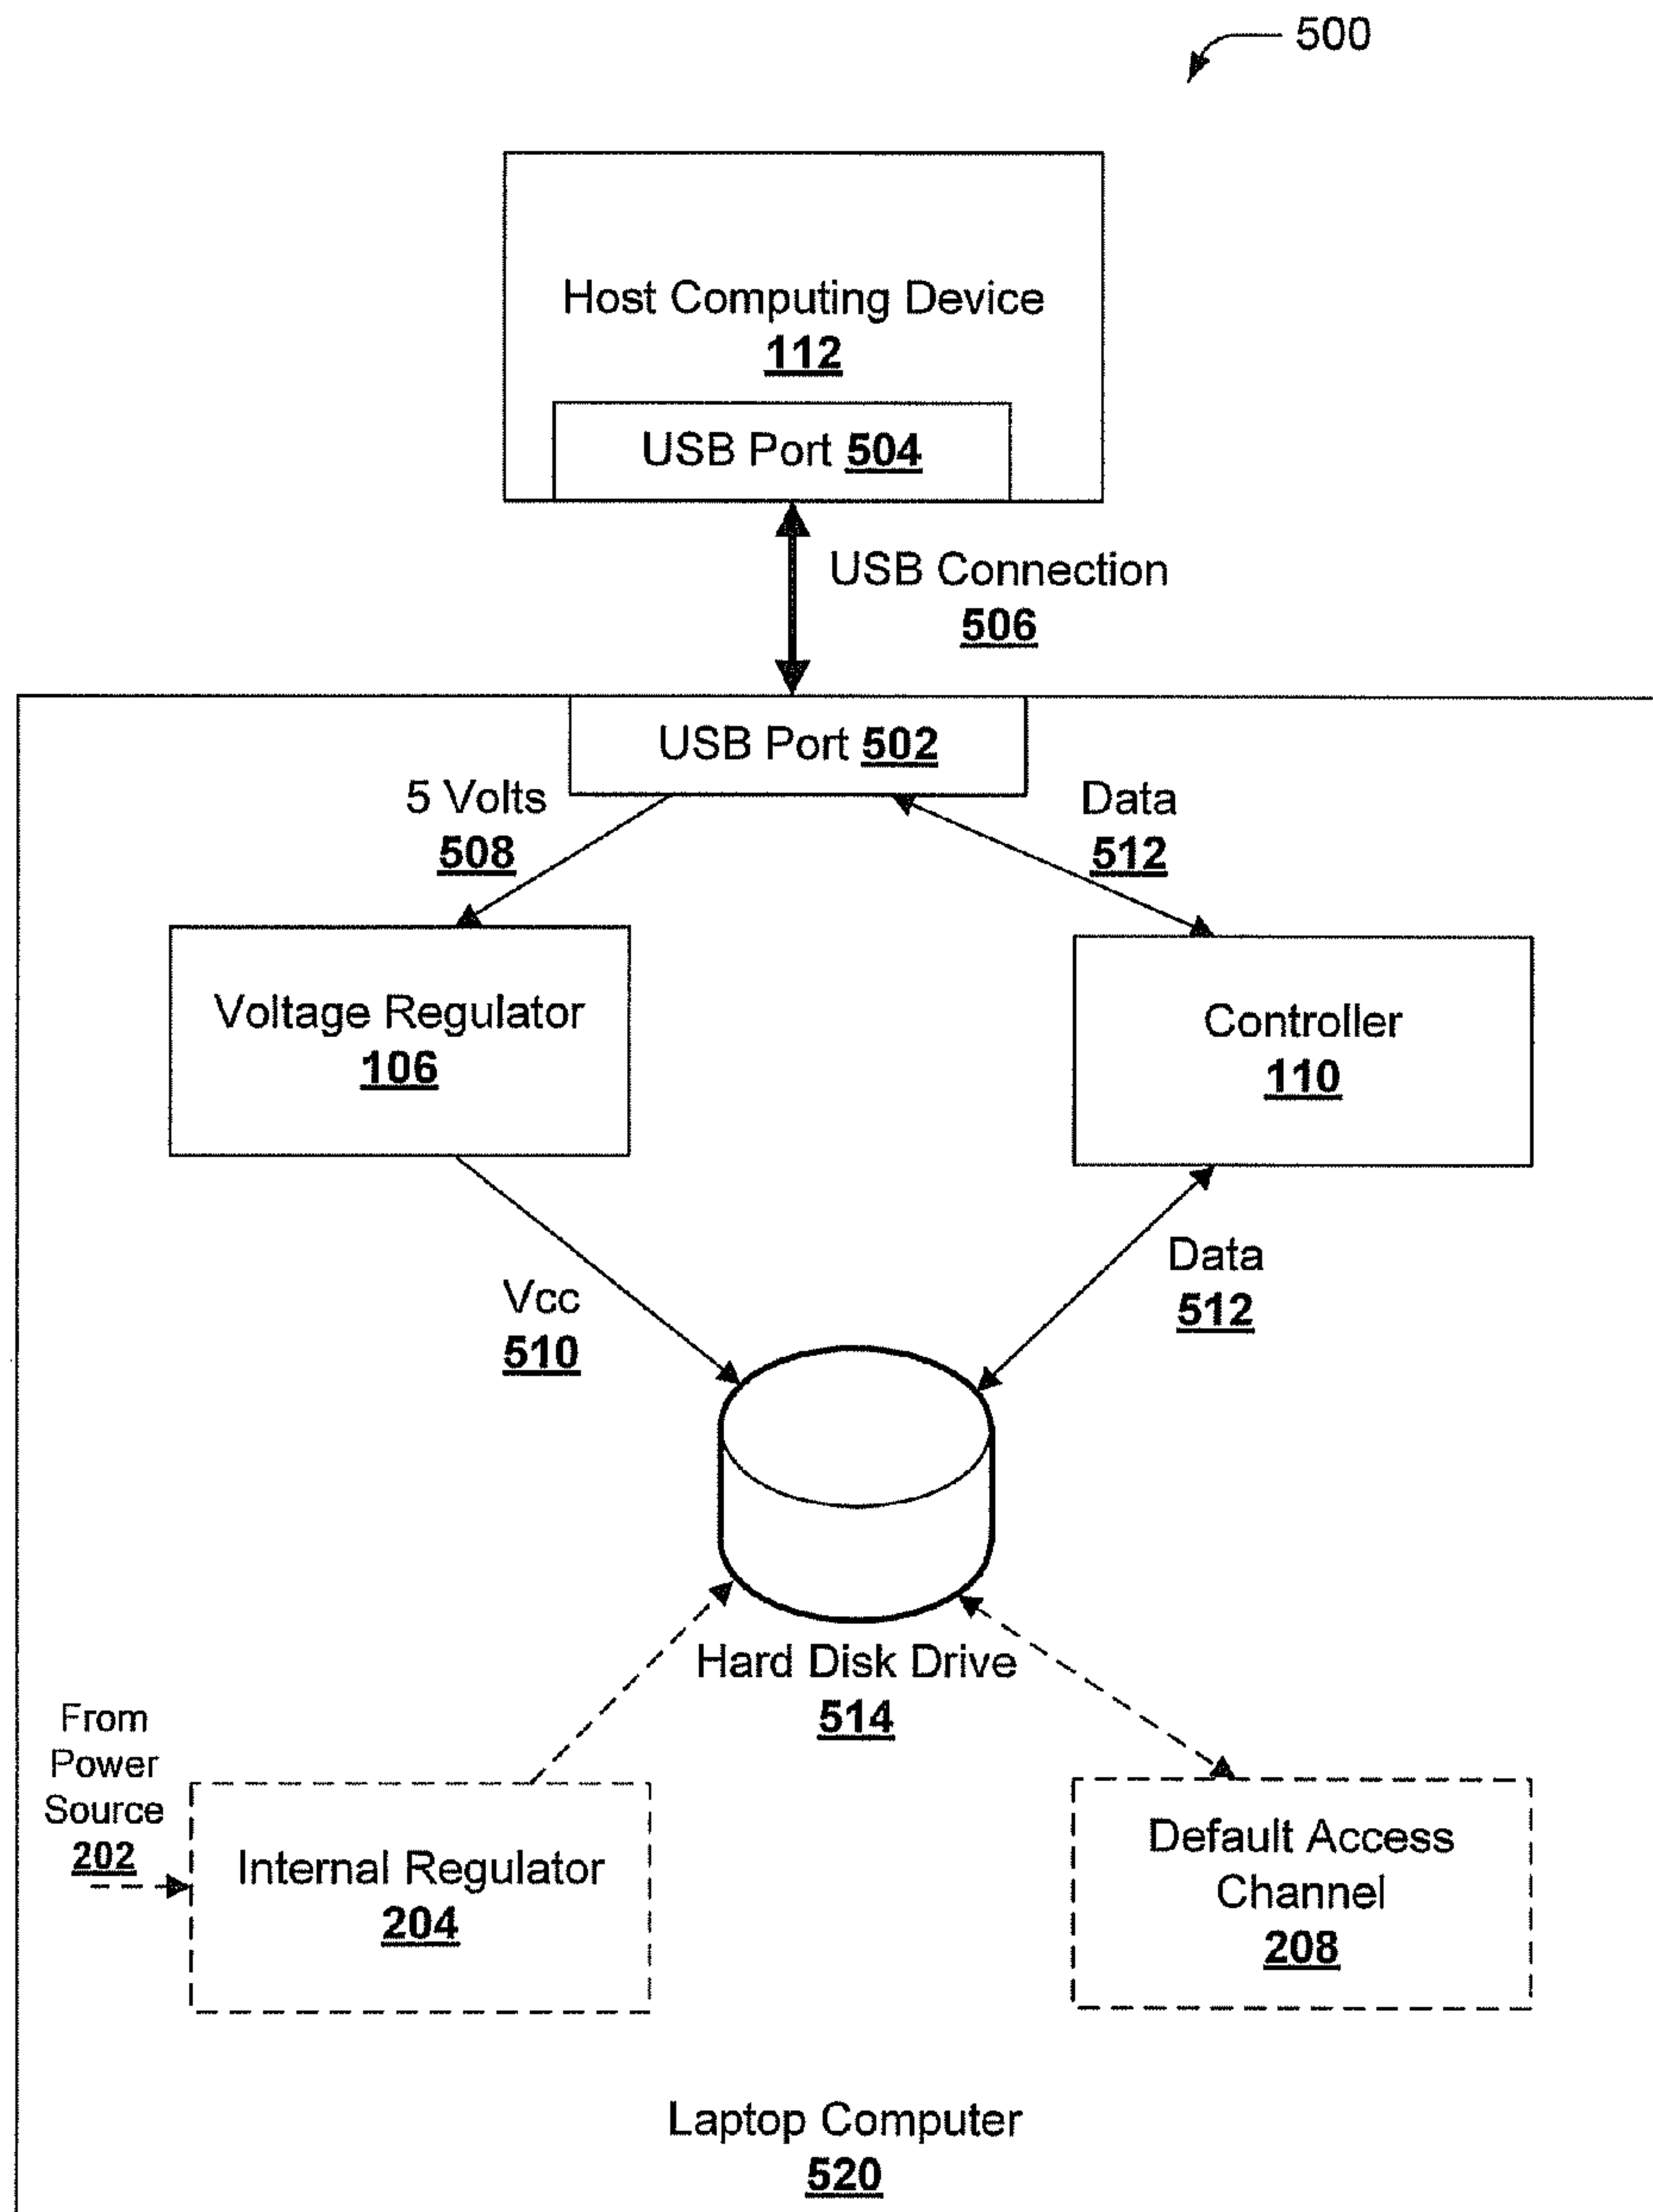 500
Host Computing Device
112
USB Port 504
USB Connection
506
USB Port 502
5 Volts
508
Data
512
Voltage Regulator
106
Controller
110
Vcc
510
Data
512
Hard Disk Drive
514
From
Power
Source
202
Internal Regulator
204
Default Access
Channel
208
Laptop Computer
520